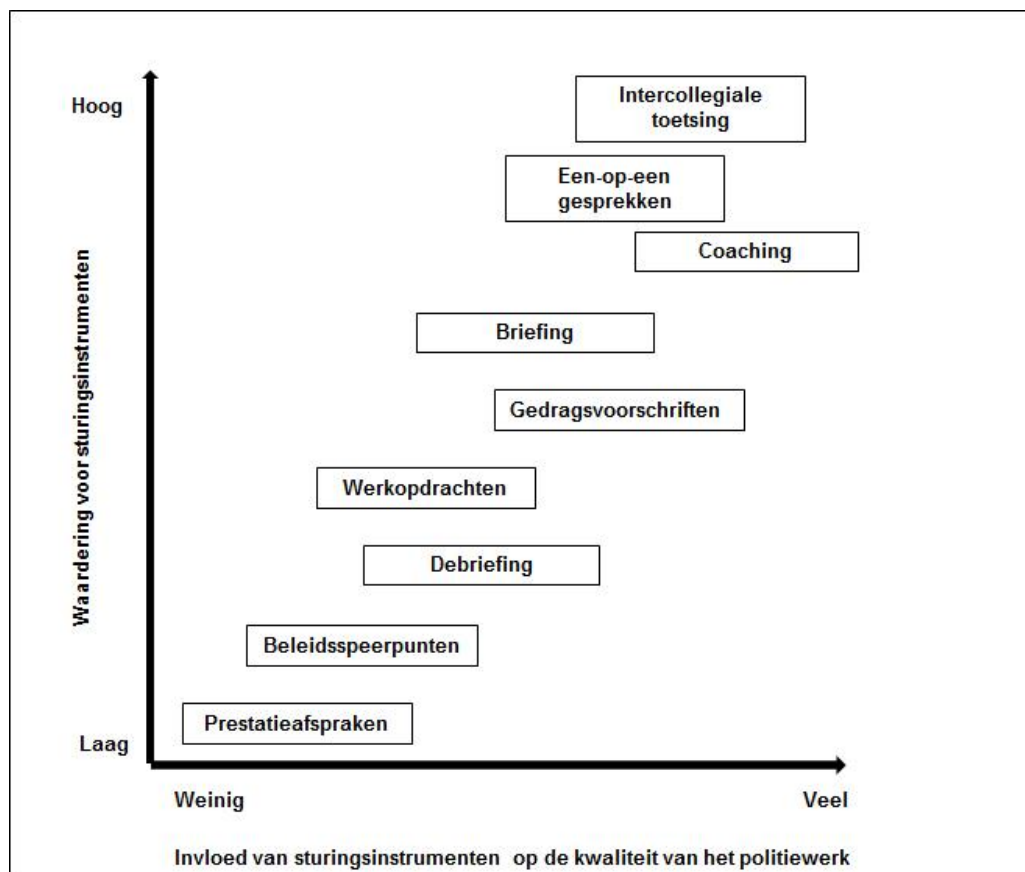 Hoog
Intercollegiale
toetsing
Een-op-een
gesprekken
Coaching
Briefing
Gedragsvoorschriften
Werkopdrachten
Debriefing
Beleidsspeerpunten
Prestatieafspraken
Waardering voor sturingsinstrumenten
Laag
Weinig
Veel
Invloed van sturingsinstrumenten op de kwaliteit van het politiewerk